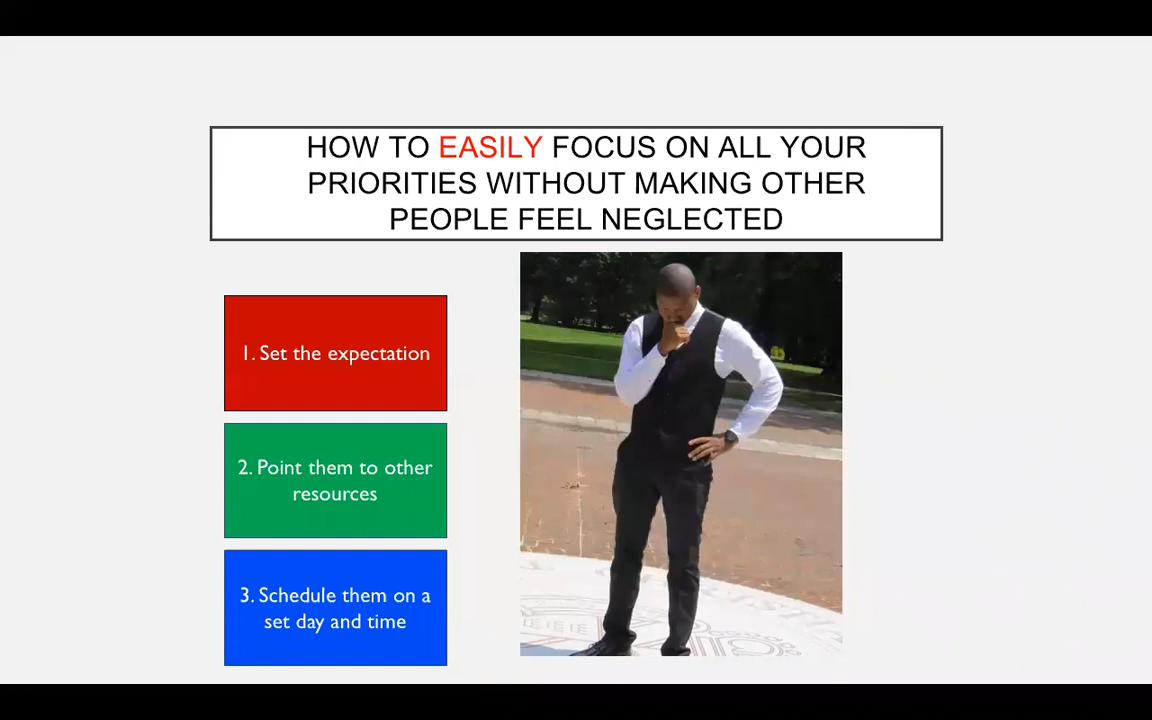 HOW TO EASILY FOCUS ON ALL YOUR
PRIORITIES WITHOUT MAKING OTHER
PEOPLE FEEL NEGLECTED
1. Set the expectation
2. Point them to other
resources
3. Schedule them on a
set day and time